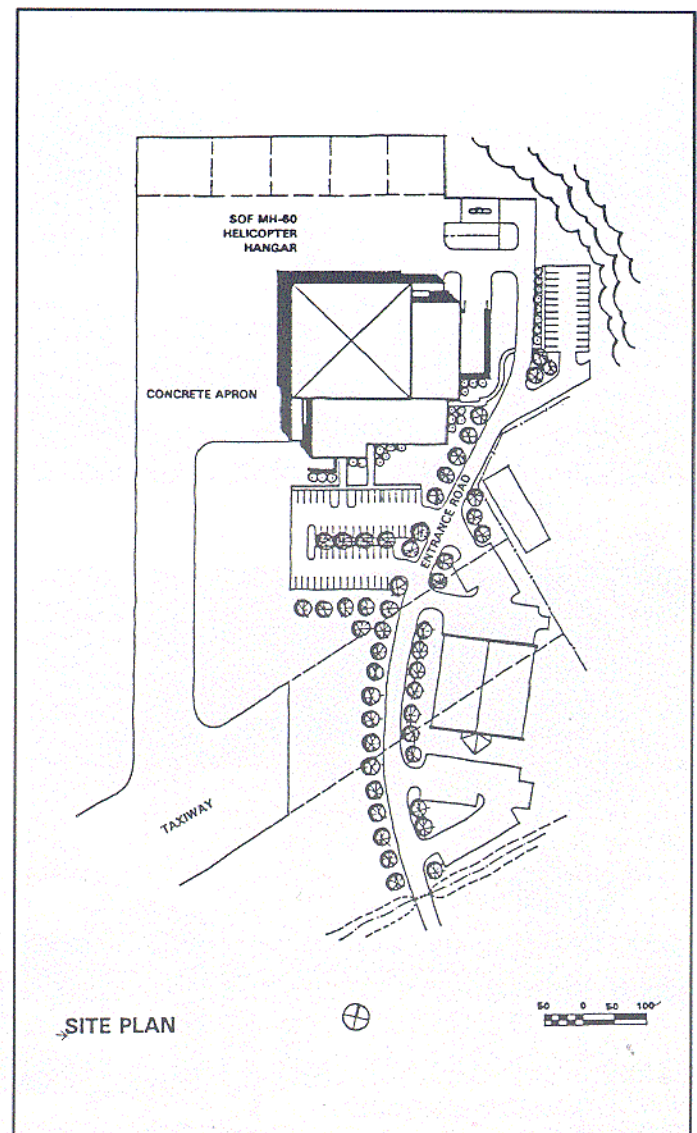 SOF MH-60
HELICOPTER
HANGAR
CONCRETE APRON
ENTRANCE ROAD
TAXIWAY
SITE PLAN
50 0 50 100